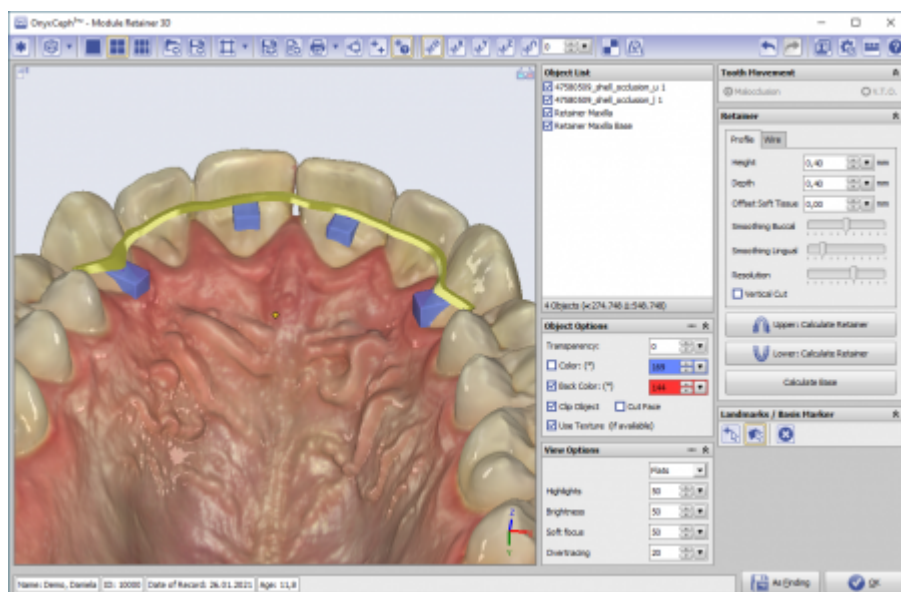 OnyxCeph³™ - Module Retainer 3D
0
Object List
47580509_shell_occlusion_u 1
47580509_shell_occlusion_l 1
Retainer Maxilla
Retainer Maxilla Base
Object Options
Transparency:
0
Color: (*)
Back Color: (*)
144
Clip Object
Cut Face
Use Texture (if available)
View Options
Highlights
50
Brightness
50
Soft focus
50
Overtracing
20
Tooth Movement
Malocclusion
V.T.O.
Retainer
Profile
Wire
Height
0,40
mm
Depth
0,40
mm
Offset Soft Tissue
0,00
mm
Smoothing Buccal
Smoothing Lingual
Resolution
Vertical Cut
Upper: Calculate Retainer
Lower: Calculate Retainer
Calculate Base
Landmarks / Basis Marker
Name: Demo, Daniela
ID: 10000
Date of Record: 26.01.2021
Age: 11,8
As Finding
OK